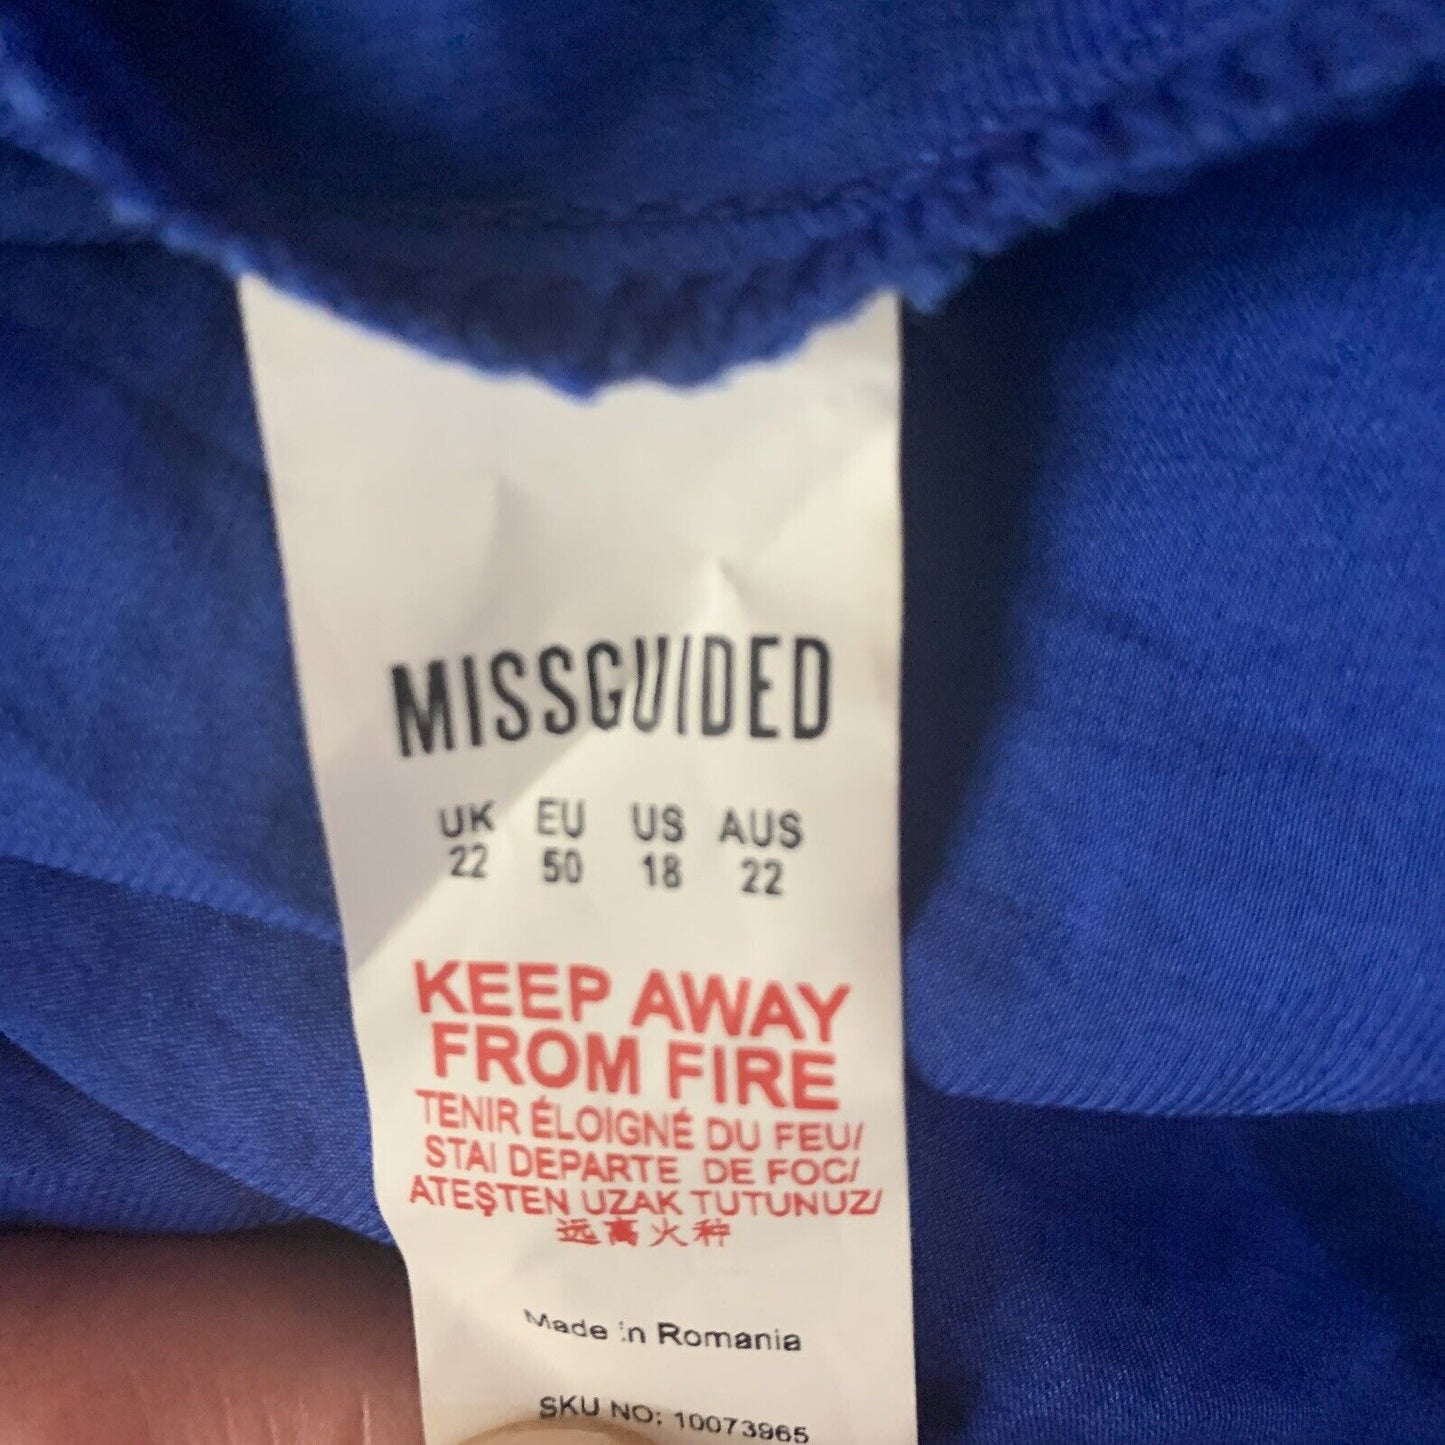 MISSGUIDED
UK EU US AUS
22 50 18 22
KEEP AWAY
FROM FIRE
TENIR ÉLOIGNÉ DU FEU/
STAI DEPARTE DE FOC/
ATEŞTEN UZAK TUTUNUZ/
远高火种
Made in Romania
SKU NO: 10073965